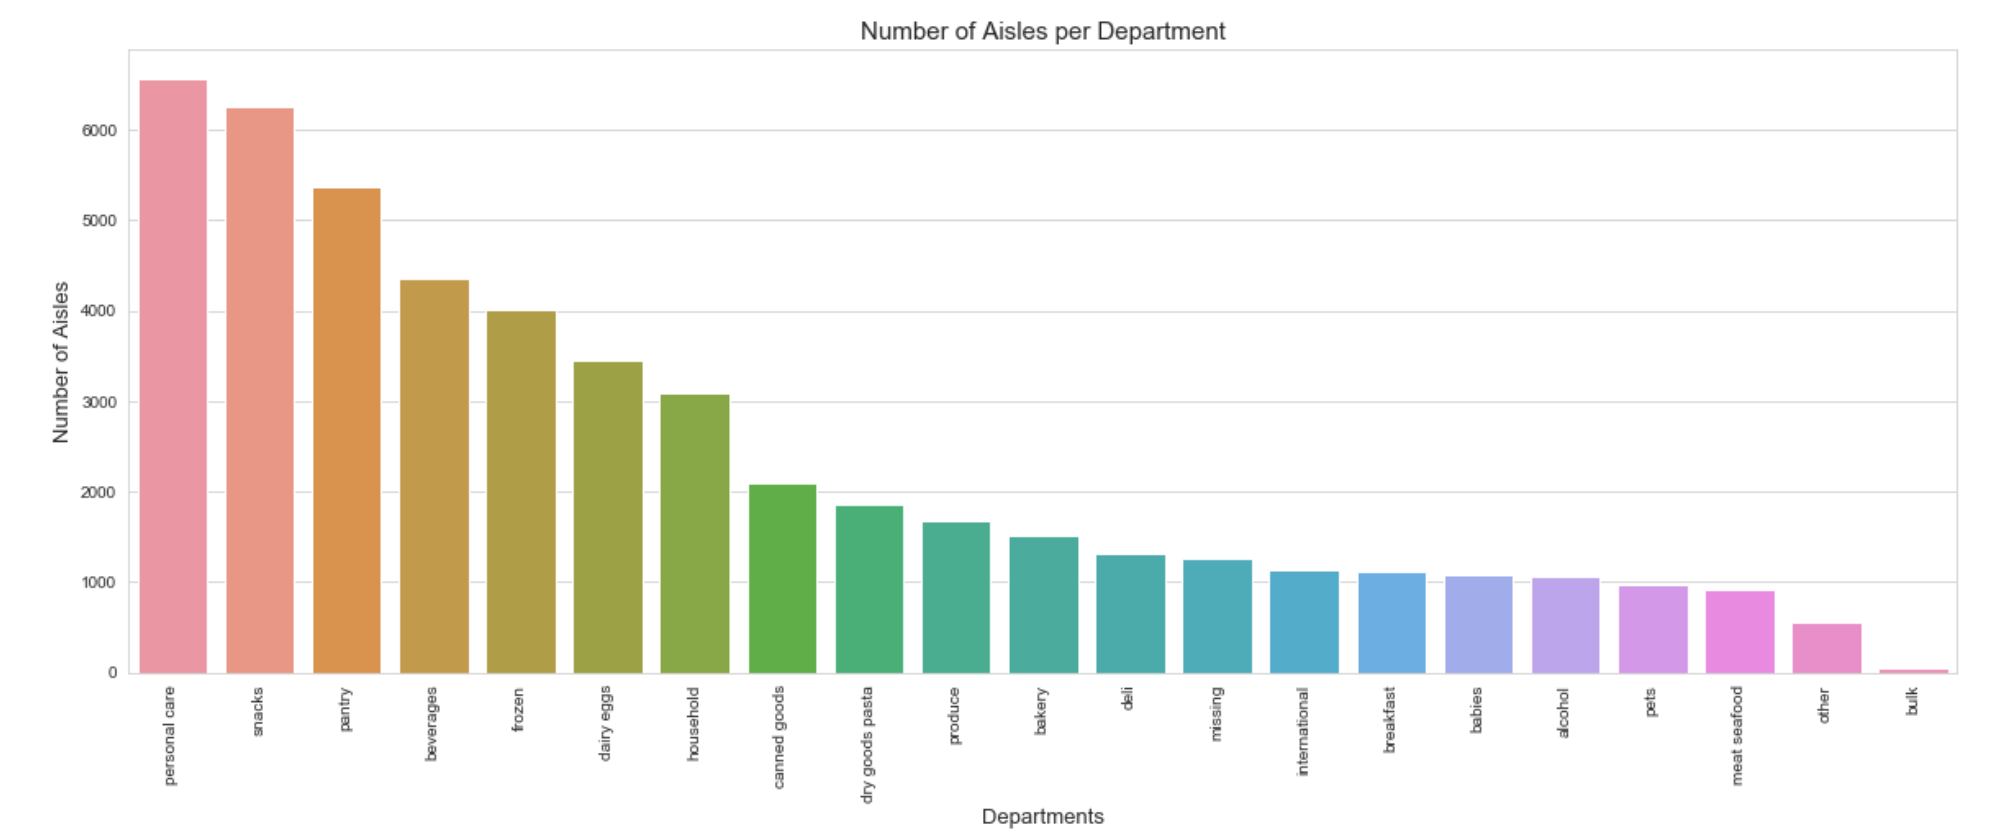 Number of Aisles per Department
Number of Aisles
6000
5000
4000
3000
2000
1000
0
personal care
snacks
pantry
beverages
frozen
dairy eggs
household
canned goods
dry goods pasta
produce
bakery
deli
missing
international
breakfast
babies
alcohol
pets
meat seafood
other
bulk
Departments